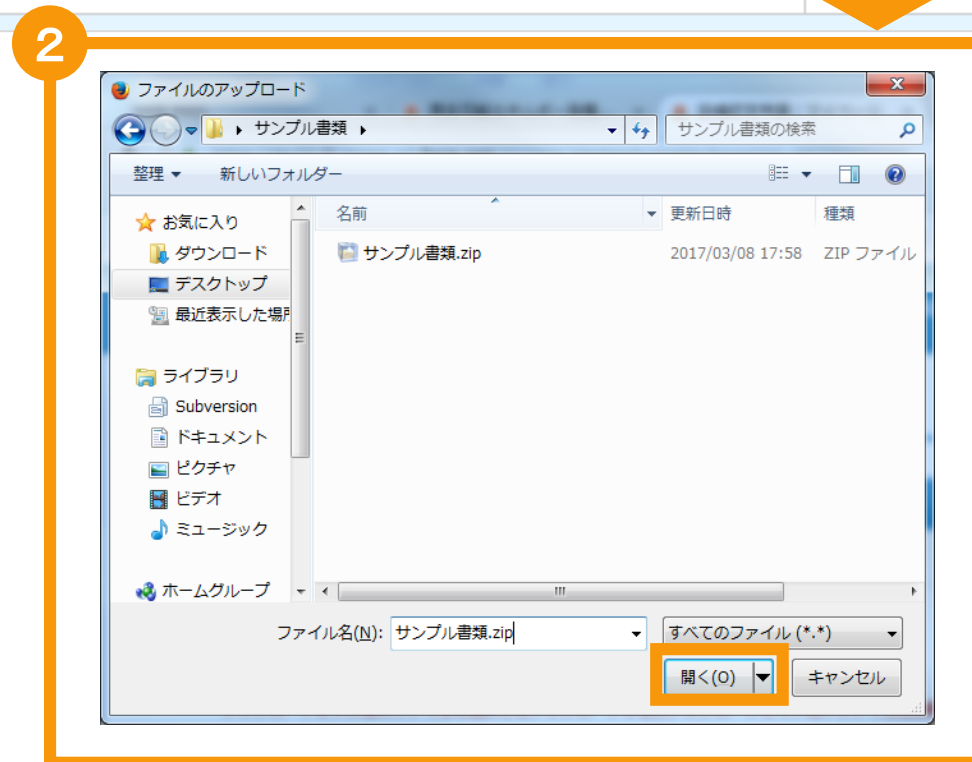 2
ファイルのアップロード
サンプル書類
サンプル書類の検索
整理 新しいフォルダー
名前 更新日時 種類
お気に入り
ダウンロード
デスクトップ
最近表示した場所
ライブラリ
Subversion
ドキュメント
ピクチャ
ビデオ
ミュージック
ホームグループ
サンプル書類.zip 2017/03/08 17:58 ZIP ファイル
ファイル名(N): サンプル書類.zip すべてのファイル (*.*)
開く(O) キャンセル